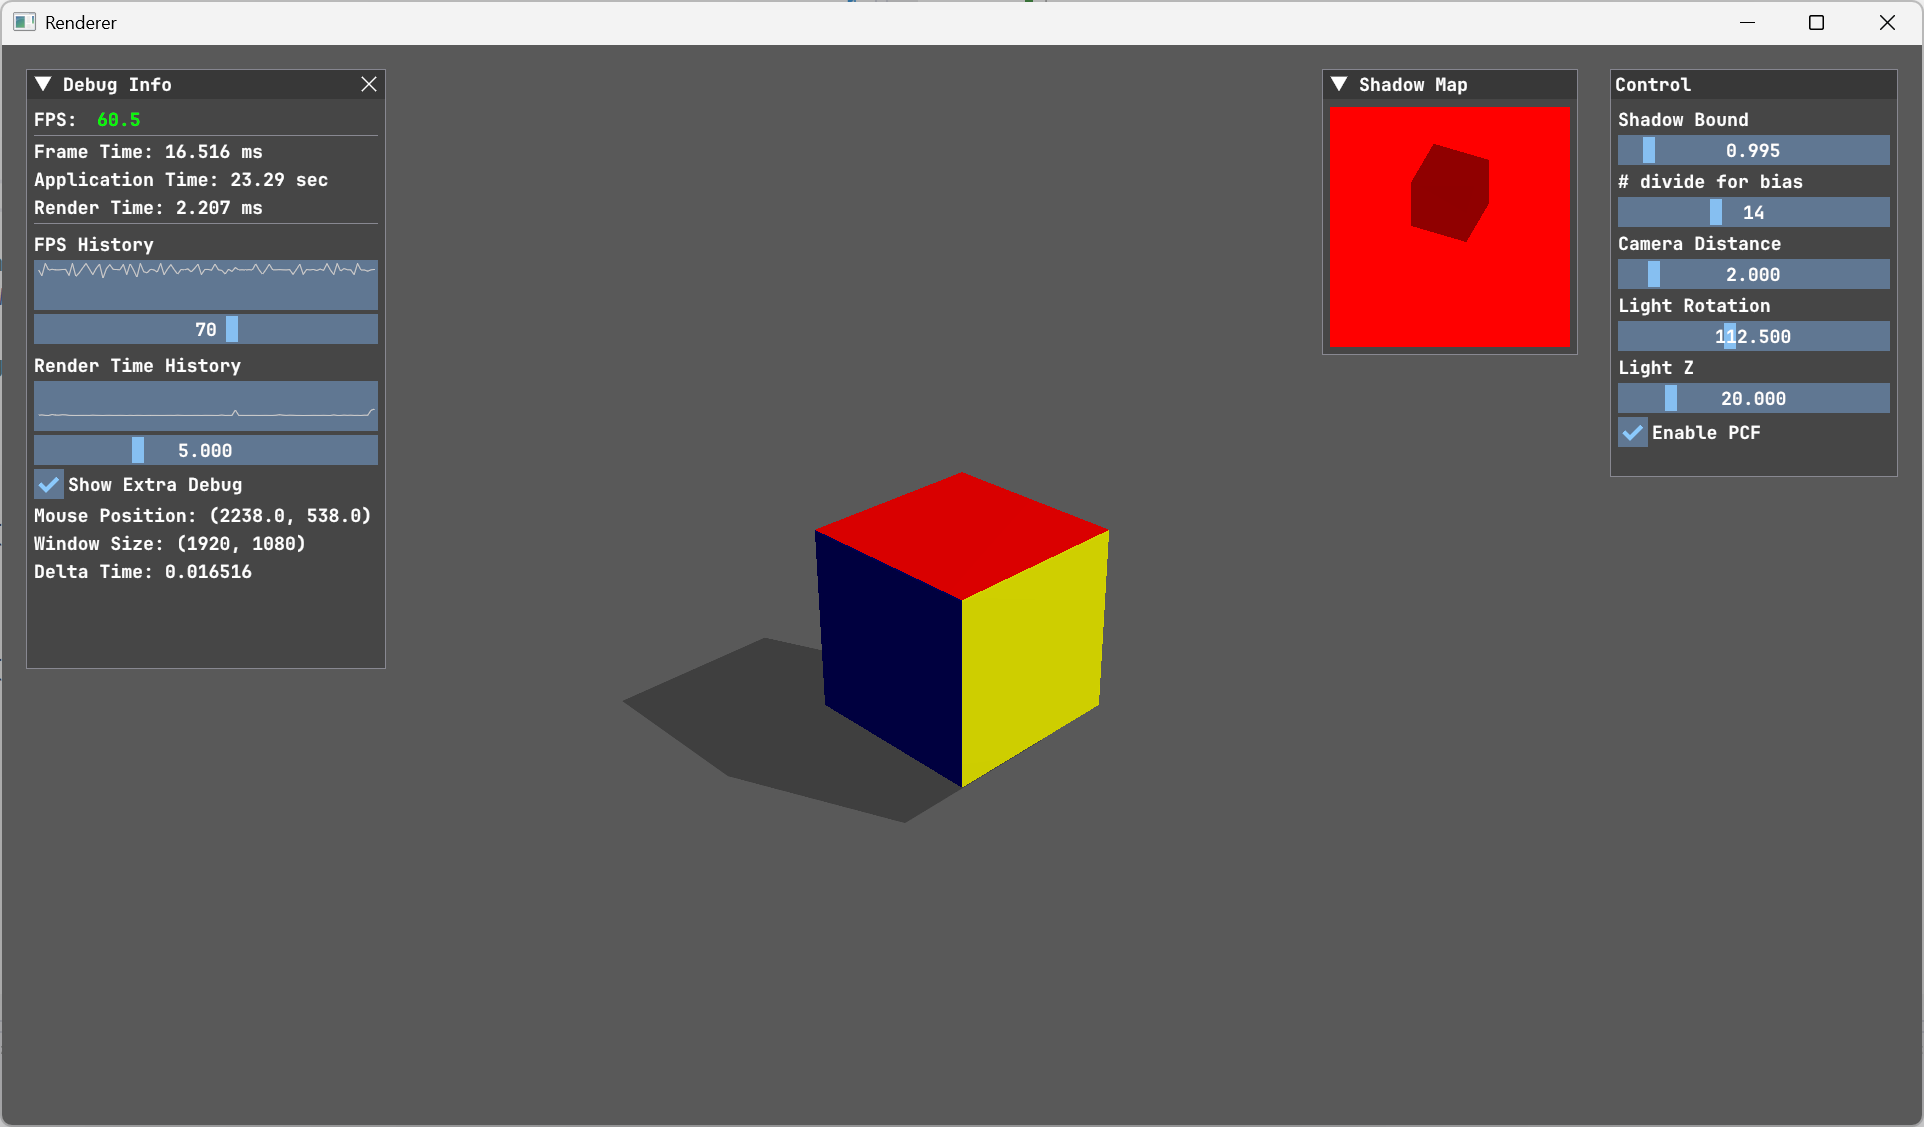 Renderer
Debug Info
FPS: 60.5
Frame Time: 16.516 ms
Application Time: 23.29 sec
Render Time: 2.207 ms
FPS History
70
Render Time History
5.000
Show Extra Debug
Mouse Position: (2238.0, 538.0)
Window Size: (1920, 1080)
Delta Time: 0.016516
Shadow Map
Control
Shadow Bound
0.995
# divide for bias
14
Camera Distance
2.000
Light Rotation
112.500
Light Z
20.000
Enable PCF